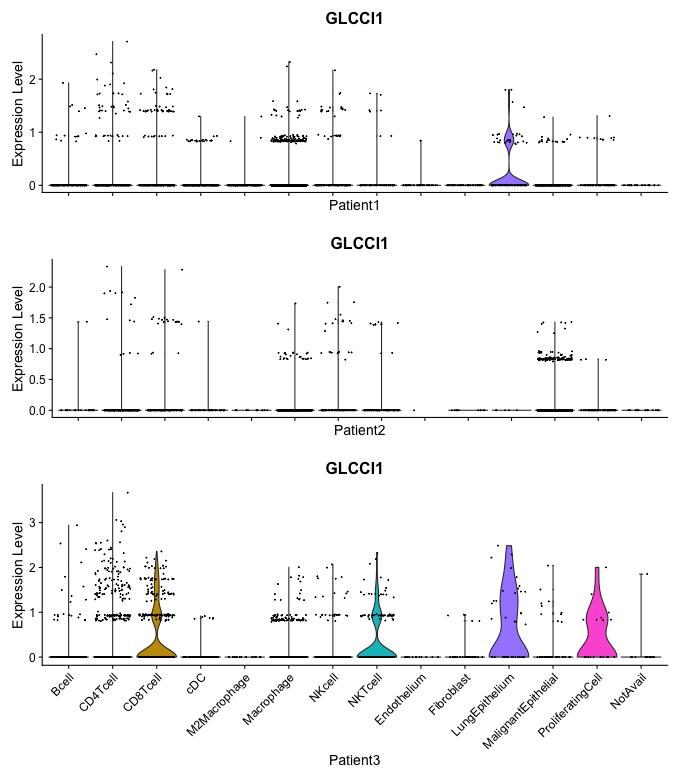 GLCCI1
Expression Level
2
1
0
Patient1
GLCCI1
Expression Level
2.0
1.5
1.0
0.5
0.0
Patient2
GLCCI1
Expression Level
3
2
1
0
Bcell
CD4Tcell
CD8Tcell
cDC
M2Macrophage
Macrophage
NKcell
NKTcell
Endothelium
Fibroblast
LungEpithelium
MalignantEpithelial
ProliferatingCell
NotAvail
Patient3